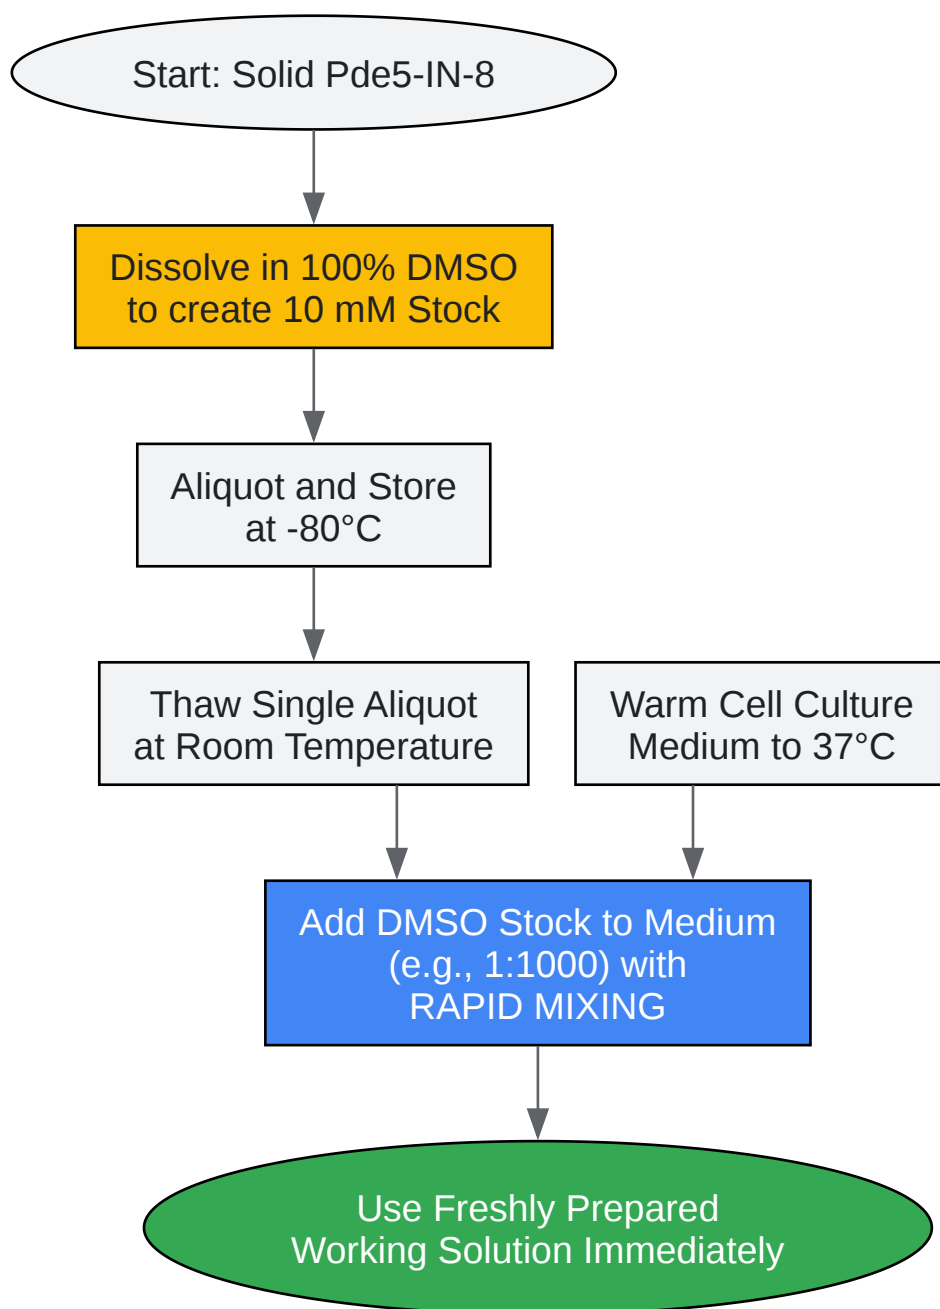 Start: Solid Pde5-IN-8
Dissolve in 100% DMSO
to create 10 mM Stock
Aliquot and Store
at -80°C
Thaw Single Aliquot
at Room Temperature
Warm Cell Culture
Medium to 37°C
Add DMSO Stock to Medium
(e.g., 1:1000) with
RAPID MIXING
Use Freshly Prepared
Working Solution Immediately